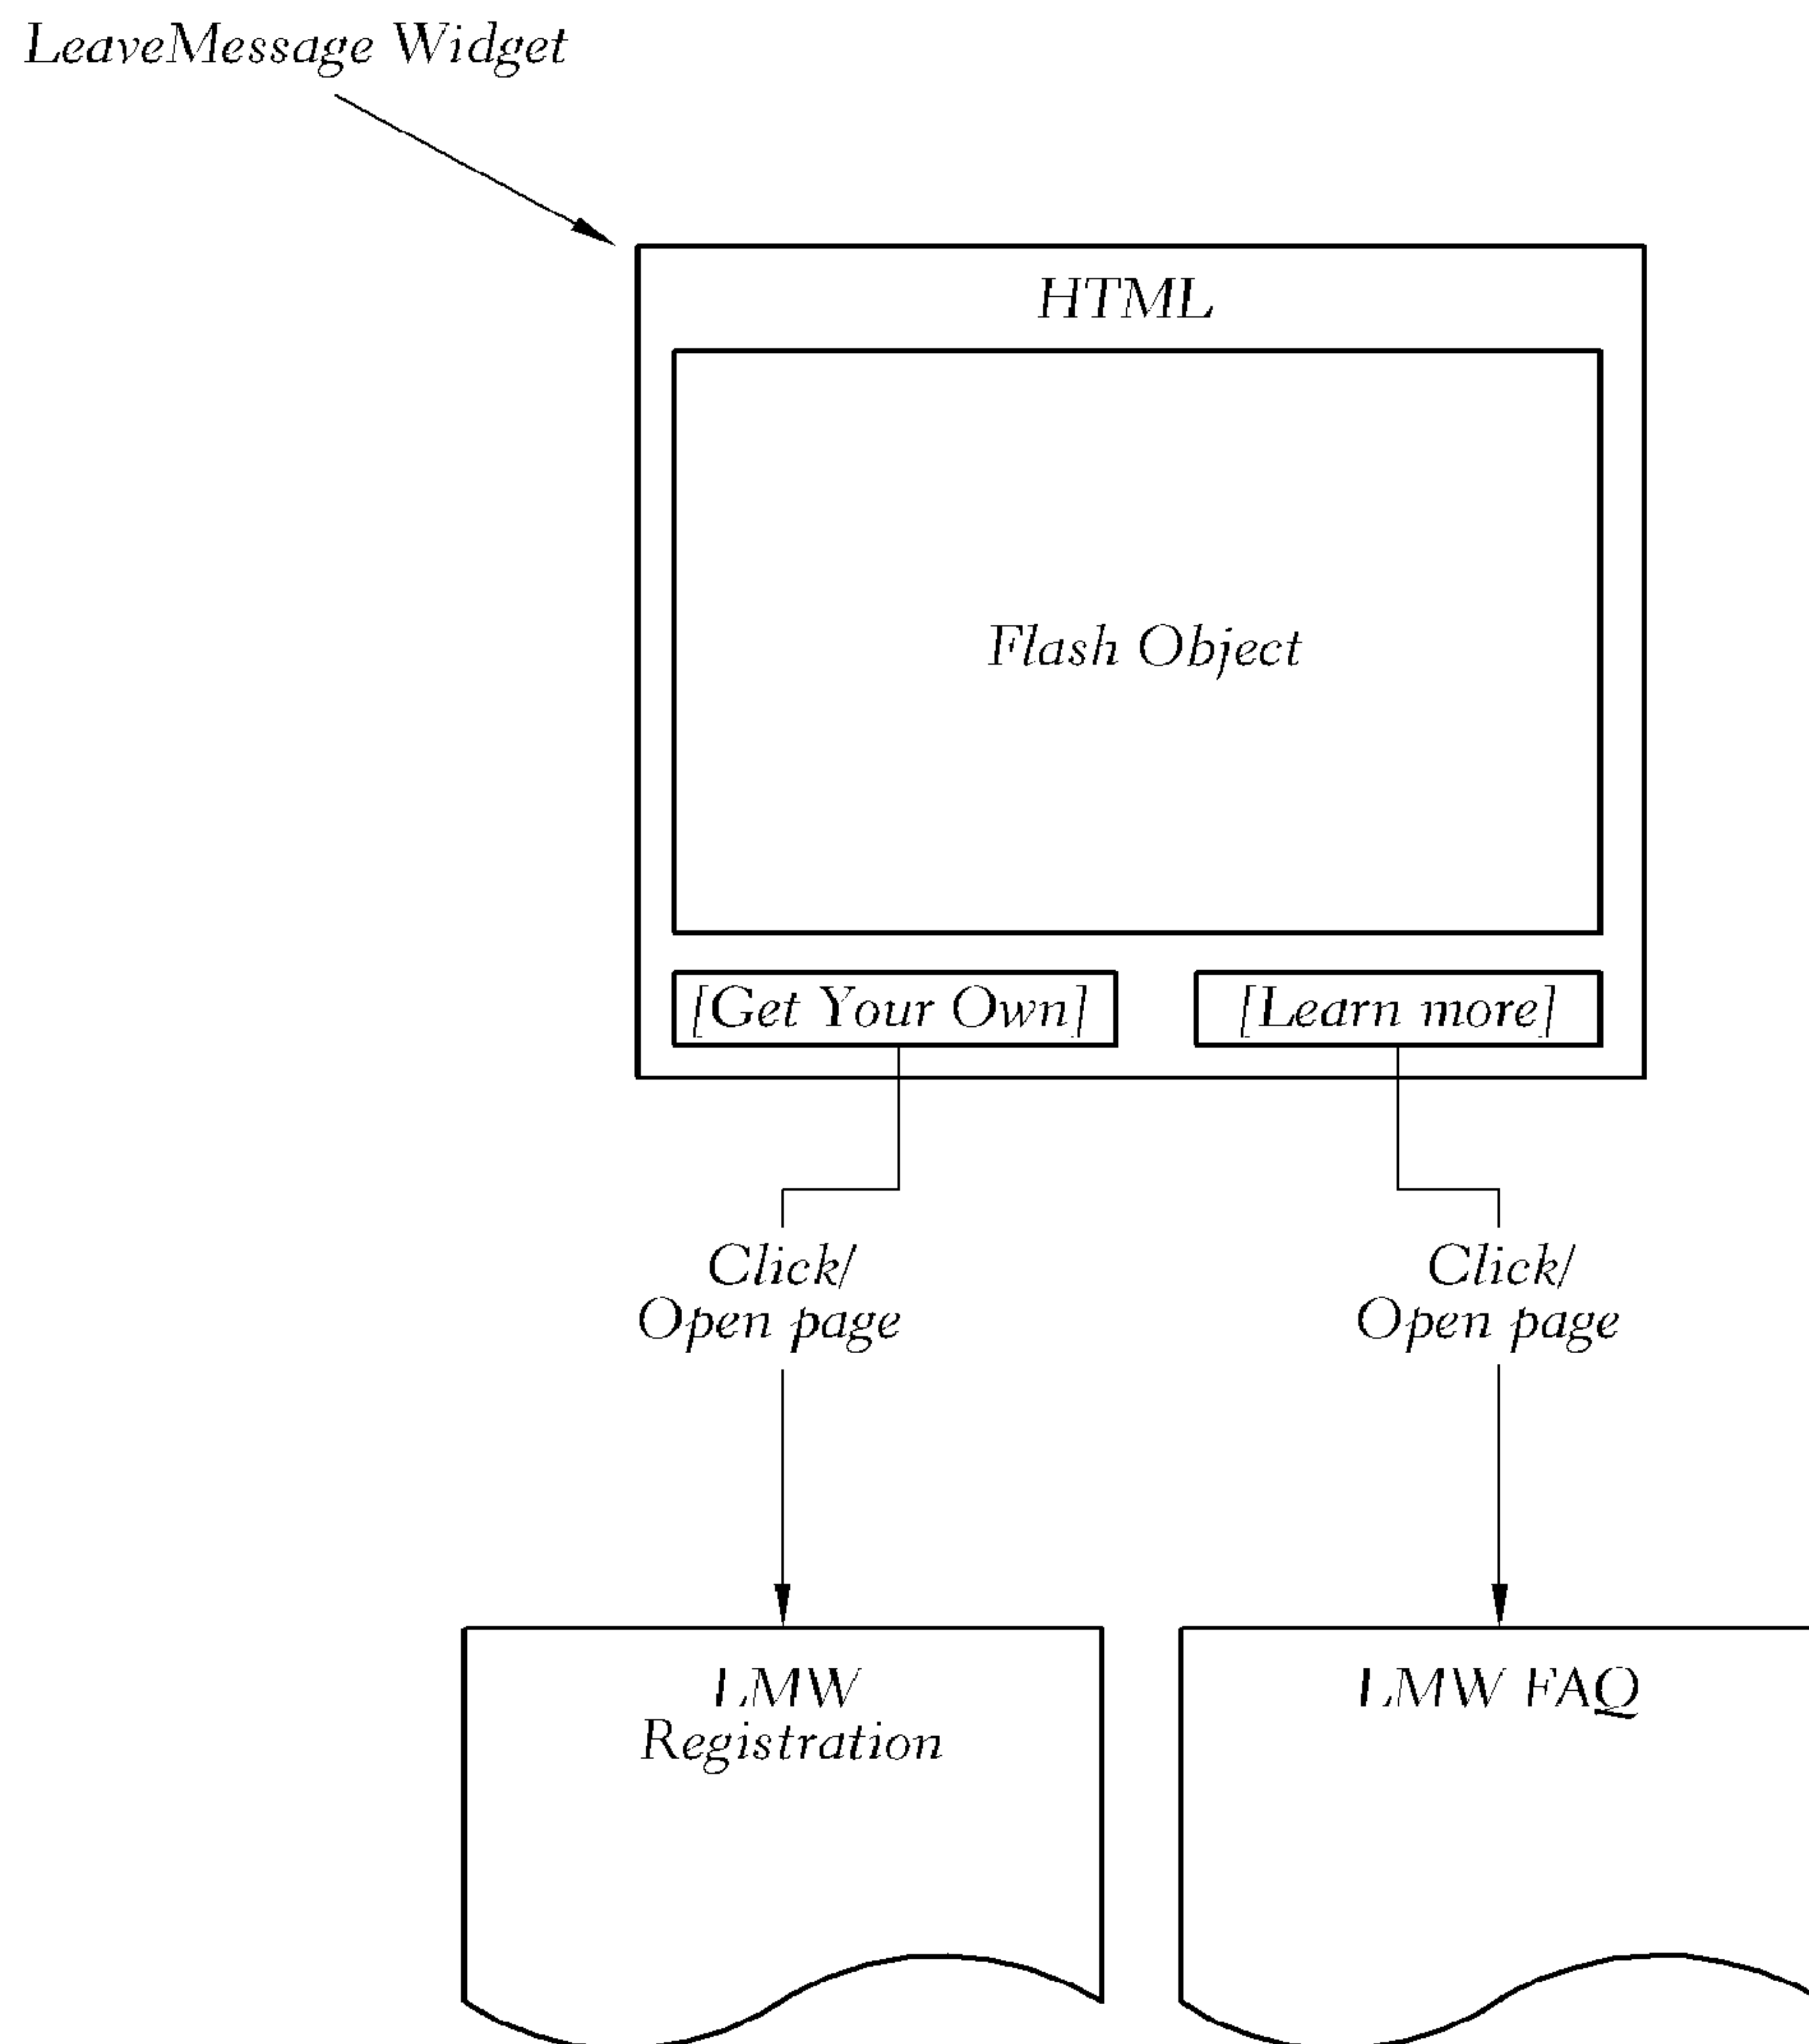 LeaveMessage Widget
HTML
Flash Object
[Get Your Own]
[Learn more]
Click/
Open page
Click/
Open page
LMW
Registration
LMW FAQ